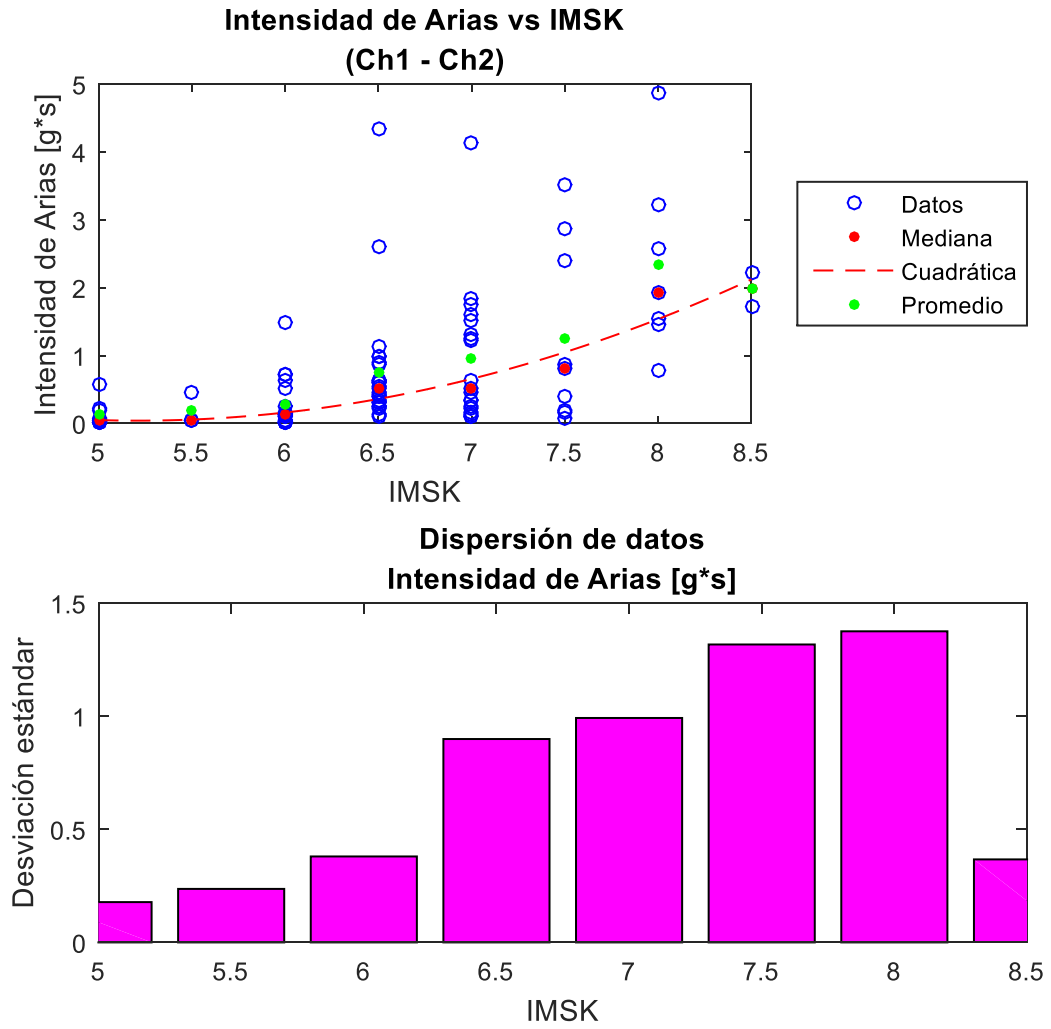 Intensidad de Arias vs IMSK
(Ch1 - Ch2)
Intensidad de Arias [g*s]
5
4
3
2
1
0
5
5.5
6
6.5
7
7.5
8
8.5
IMSK
Datos
Mediana
Cuadrática
Promedio
Dispersión de datos
Intensidad de Arias [g*s]
Desviación estándar
1.5
1
0.5
0
5
5.5
6
6.5
7
7.5
8
8.5
IMSK